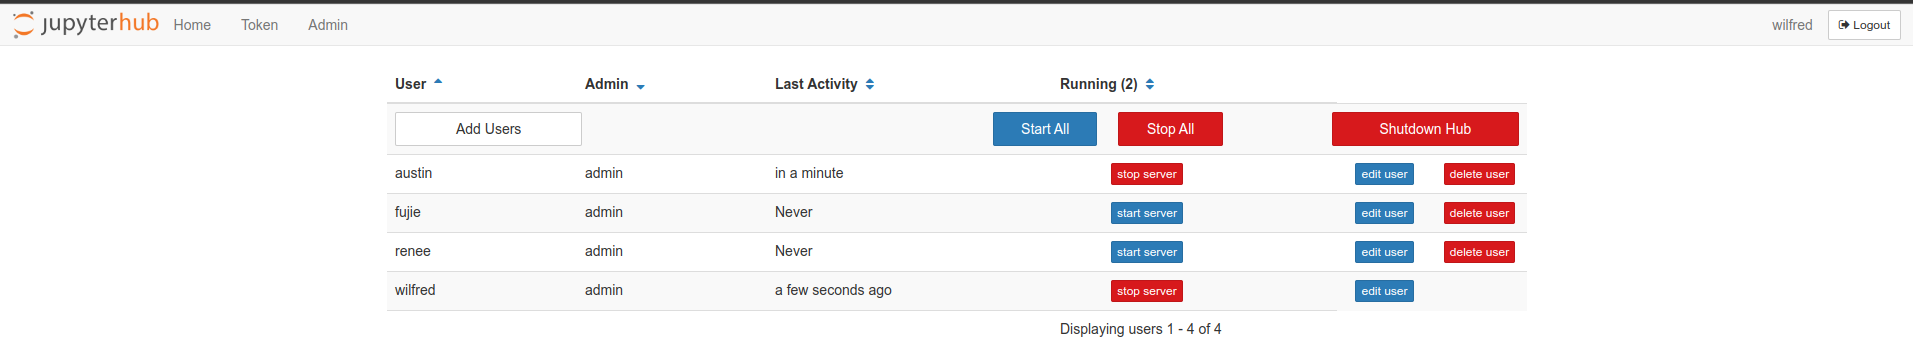 jupyterhub Home Token Admin wilfred Logout
User Admin Last Activity Running (2)
Add Users Start All Stop All Shutdown Hub
austin admin in a minute stop server edit user delete user
fujie admin Never start server edit user delete user
renee admin Never start server edit user delete user
wilfred admin a few seconds ago stop server edit user
Displaying users 1 - 4 of 4